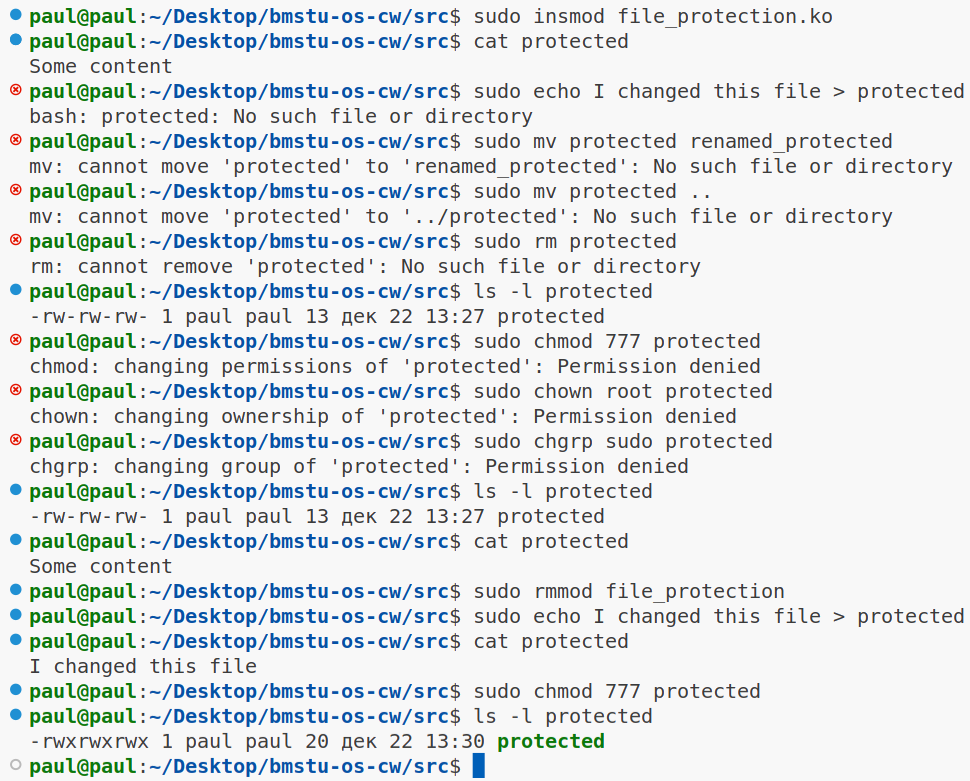 paul@paul:~/Desktop/bmstu-os-cw/src$ sudo insmod file_protection.ko
paul@paul:~/Desktop/bmstu-os-cw/src$ cat protected
Some content
paul@paul:~/Desktop/bmstu-os-cw/src$ sudo echo I changed this file > protected
bash: protected: No such file or directory
paul@paul:~/Desktop/bmstu-os-cw/src$ sudo mv protected renamed_protected
mv: cannot move 'protected' to 'renamed_protected': No such file or directory
paul@paul:~/Desktop/bmstu-os-cw/src$ sudo mv protected ..
mv: cannot move 'protected' to '../protected': No such file or directory
paul@paul:~/Desktop/bmstu-os-cw/src$ sudo rm protected
rm: cannot remove 'protected': No such file or directory
paul@paul:~/Desktop/bmstu-os-cw/src$ ls -l protected
-rw-rw-rw- 1 paul paul 13 дек 22 13:27 protected
paul@paul:~/Desktop/bmstu-os-cw/src$ sudo chmod 777 protected
chmod: changing permissions of 'protected': Permission denied
paul@paul:~/Desktop/bmstu-os-cw/src$ sudo chown root protected
chown: changing ownership of 'protected': Permission denied
paul@paul:~/Desktop/bmstu-os-cw/src$ sudo chgrp sudo protected
chgrp: changing group of 'protected': Permission denied
paul@paul:~/Desktop/bmstu-os-cw/src$ ls -l protected
-rw-rw-rw- 1 paul paul 13 дек 22 13:27 protected
paul@paul:~/Desktop/bmstu-os-cw/src$ cat protected
Some content
paul@paul:~/Desktop/bmstu-os-cw/src$ sudo rmmod file_protection
paul@paul:~/Desktop/bmstu-os-cw/src$ sudo echo I changed this file > protected
paul@paul:~/Desktop/bmstu-os-cw/src$ cat protected
I changed this file
paul@paul:~/Desktop/bmstu-os-cw/src$ sudo chmod 777 protected
paul@paul:~/Desktop/bmstu-os-cw/src$ ls -l protected
-rwxrwxrwx 1 paul paul 20 дек 22 13:30 protected
paul@paul:~/Desktop/bmstu-os-cw/src$